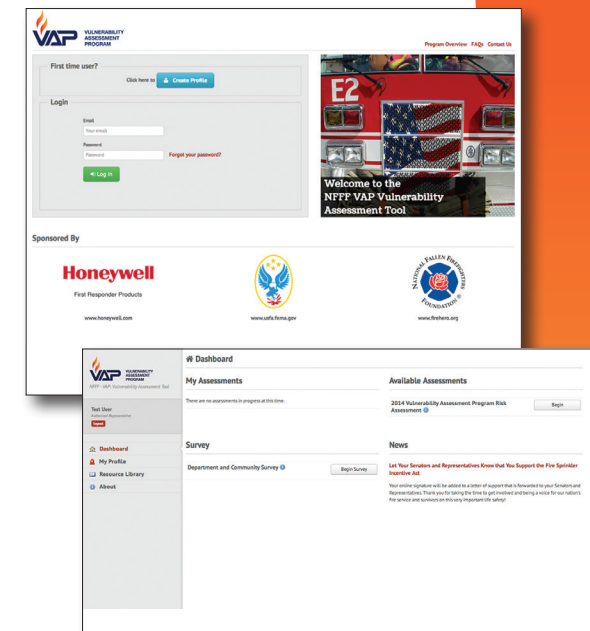 VAP
VULNERABILITY
ASSESSMENT
PROGRAM
Program Overview FAQs Contact Us
First time user?
Click here to Create Profile
Login
Email
Your email
Password
Password
Forgot your password?
Log in
E2
Welcome to the
NFFF VAP Vulnerability
Assessment Tool
Sponsored By
Honeywell
First Responder Products
www.honeywell.com
www.usfa.fema.gov
NATIONAL FALLEN FIREFIGHTERS
FOUNDATION
www.firehero.org
VAP
VULNERABILITY
ASSESSMENT
PROGRAM
NFFF - VAP: Vulnerability Assessment Tool
Test User
Authorized Representative
Logout
Dashboard
My Profile
Resource Library
About
Dashboard
My Assessments
There are no assessments in progress at this time.
Available Assessments
2014 Vulnerability Assessment Program Risk
Assessment
Begin
Survey
Department and Community Survey
Begin Survey
News
Let Your Senators and Representatives Know that You Support the Fire Sprinkler
Incentive Act
Your online signature will be added to a letter of support that is forwarded to your Senators and
Representatives. Thank you for taking the time to get involved and being a voice for our nation's
fire service and survivors on this very important life safety!